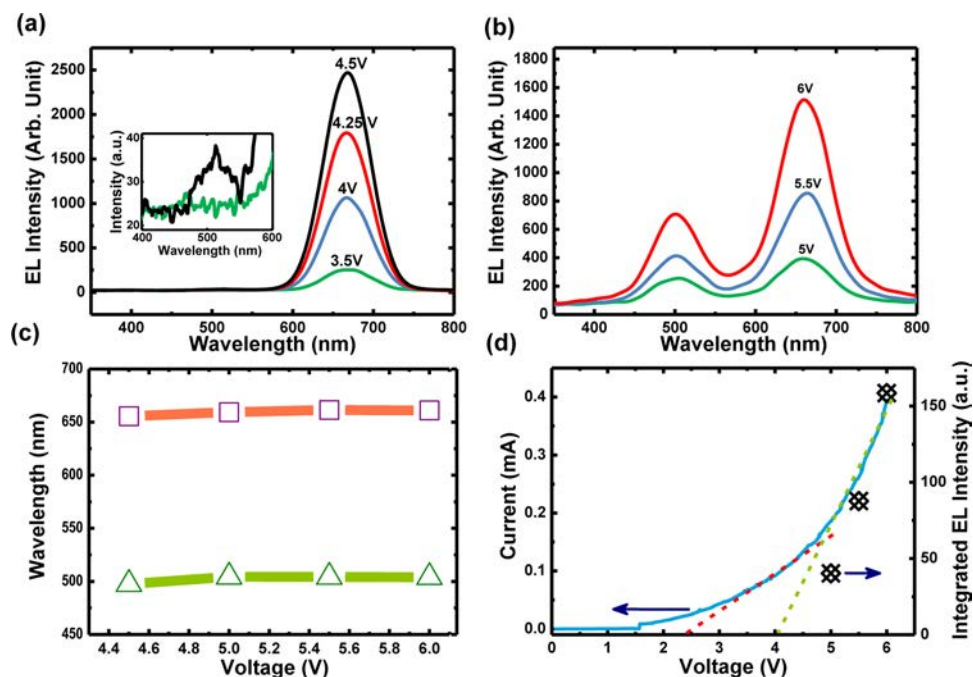 (a)
EL Intensity (Arb. Unit)
2500
2000
1500
1000
500
0
4.5V
4.25 V
4V
3.5V
Intensity (a.u.)
40
30
20
400
500
600
Wavelength (nm)
400 500 600 700 800
Wavelength (nm)
(b)
EL Intensity (Arb. Unit)
1800
1600
1400
1200
1000
800
600
400
200
0
6V
5.5V
5V
400 500 600 700 800
Wavelength (nm)
(c)
Wavelength (nm)
700
650
600
550
500
450
4.4 4.6 4.8 5.0 5.2 5.4 5.6 5.8 6.0
Voltage (V)
(d)
Current (mA)
0.4
0.3
0.2
0.1
0.0
0 1 2 3 4 5 6
Voltage (V)
150
100
50
0
Integrated EL Intensity (a.u.)